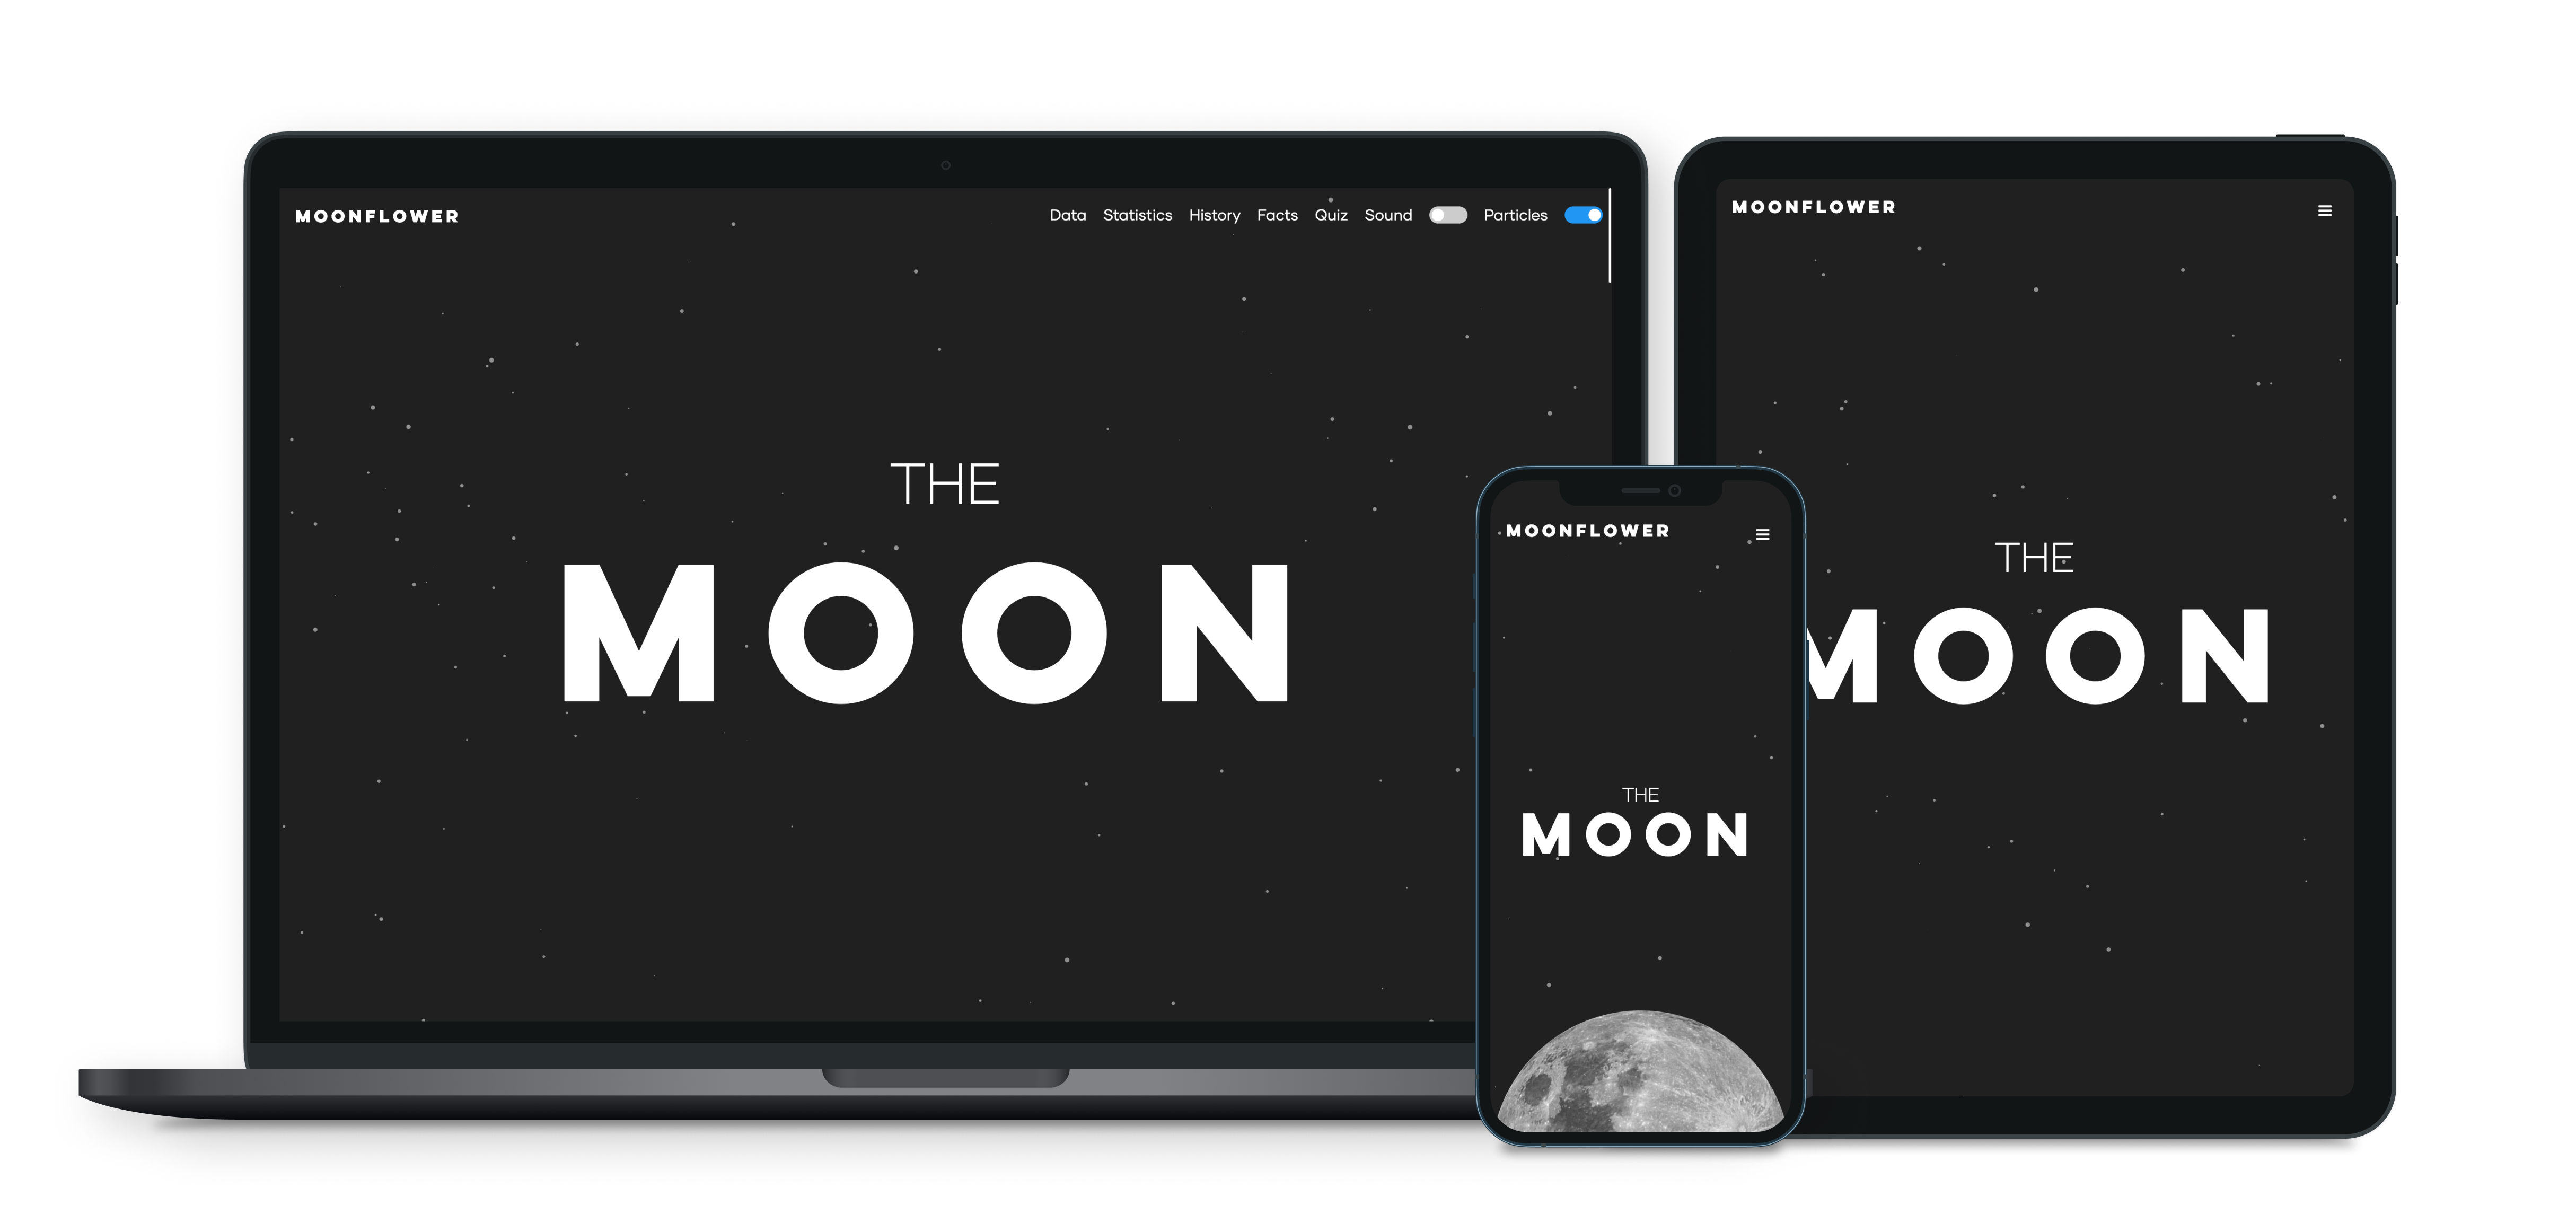 MOONFLOWER
Data Statistics History Facts Quiz Sound Particles
THE
MOON
MOONFLOWER
THE
MOON
MOONFLOWER
THE
MOON